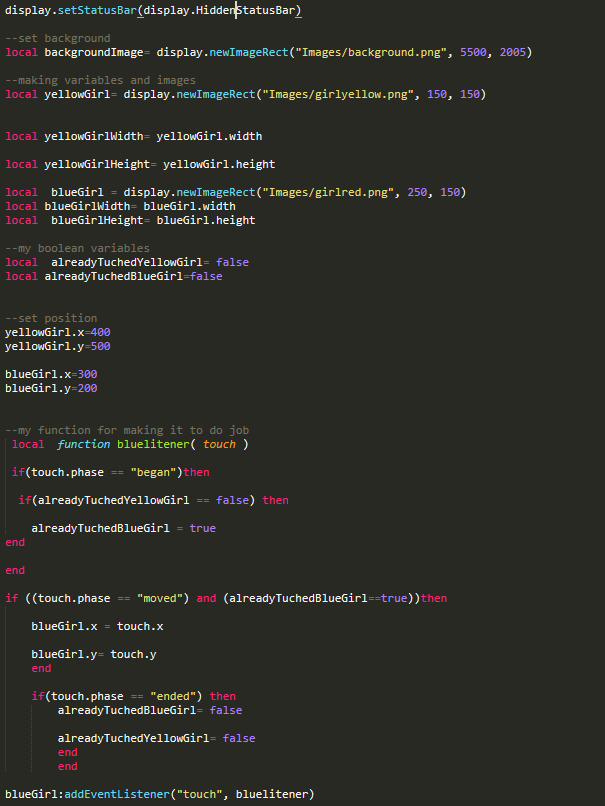 display.setStatusBar(display.HiddenStatusBar)
--set background
local backgroundImage= display.newImageRect("Images/background.png", 5500, 2005)
--making variables and images
local yellowGirl= display.newImageRect("Images/girlyellow.png", 150, 150)
local yellowGirlWidth= yellowGirl.width
local yellowGirlHeight= yellowGirl.height
local  blueGirl = display.newImageRect("Images/girlred.png", 250, 150)
local blueGirlWidth= blueGirl.width
local  blueGirlHeight= blueGirl.height
--my boolean variables
local  alreadyTuchedYellowGirl= false
local alreadyTuchedBlueGirl=false
--set position
yellowGirl.x=400
yellowGirl.y=500
blueGirl.x=300
blueGirl.y=200
--my function for making it to do job
local  function bluelitener( touch )
if(touch.phase == "began")then
if(alreadyTuchedYellowGirl == false) then
alreadyTuchedBlueGirl = true
end
end
if ((touch.phase == "moved") and (alreadyTuchedBlueGirl==true))then
blueGirl.x = touch.x
blueGirl.y= touch.y
end
if(touch.phase == "ended") then
alreadyTuchedBlueGirl= false
alreadyTuchedYellowGirl= false
end
end
blueGirl:addEventListener("touch", bluelitener)